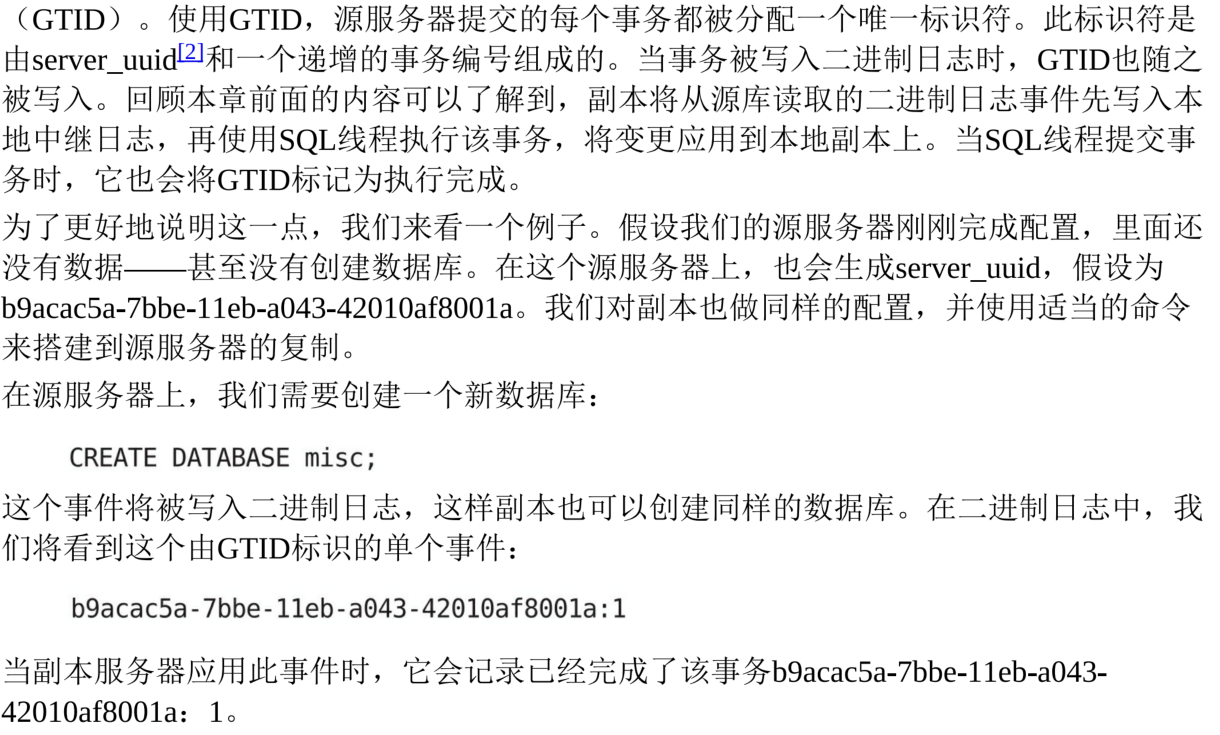 （GTID）。使用GTID，源服务器提交的每个事务都被分配一个唯一标识符。此标识符是
由server_uuid[2]和一个递增的事务编号组成的。当事务被写入二进制日志时，GTID也随之
被写入。回顾本章前面的内容可以了解到，副本将从源库读取的二进制日志事件先写入本
地中继日志，再使用SQL线程执行该事务，将变更应用到本地副本上。当SQL线程提交事
务时，它也会将GTID标记为执行完成。
为了更好地说明这一点，我们来看一个例子。假设我们的源服务器刚刚完成配置，里面还
没有数据——甚至没有创建数据库。在这个源服务器上，也会生成server_uuid，假设为
b9acac5a-7bbe-11eb-a043-42010af8001a。我们对副本也做同样的配置，并使用适当的命令
来搭建到源服务器的复制。
在源服务器上，我们需要创建一个新数据库：
CREATE DATABASE misc;
这个事件将被写入二进制日志，这样副本也可以创建同样的数据库。在二进制日志中，我
们将看到这个由GTID标识的单个事件：
b9acac5a-7bbe-11eb-a043-42010af8001a:1
当副本服务器应用此事件时，它会记录已经完成了该事务b9acac5a-7bbe-11eb-a043-
42010af8001a：1。